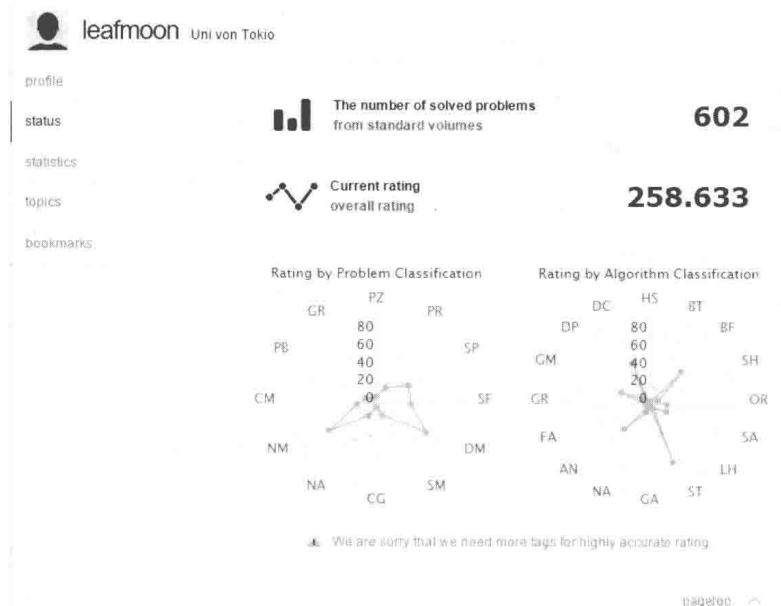 leafmoon Uni von Tokio
profile
status
statistics
topics
bookmarks
The number of solved problems
from standard volumes
602
Current rating
overall rating
258.633
Rating by Problem Classification
PZ
PR
SP
SF
DM
SM
CG
NA
NM
CM
PB
GR
80
60
40
20
0
Rating by Algorithm Classification
HS
BT
BF
SH
OR
SA
LH
ST
GA
NA
AN
FA
GR
GM
DP
DC
80
60
40
20
0
We are sorry that we need more tags for highly accurate rating
pagetop